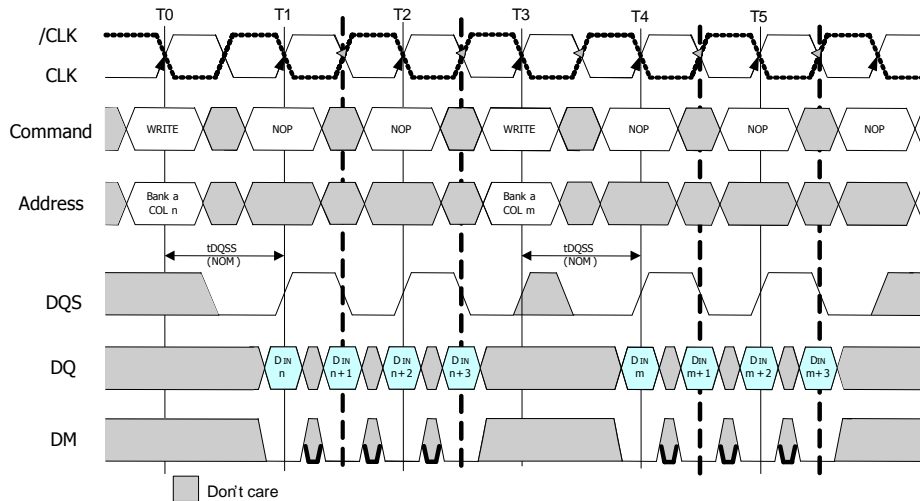 T0 T1 T2 T3 T4 T5
/CLK
CLK
Command WRITE NOP NOP WRITE NOP NOP NOP
Address Bank a COL n Bank a COL m
tDQSS (NOM) tDQSS (NOM)
DQS
DQ DIN n DIN n+1 DIN n+2 DIN n+3 DIN m DIN m+1 DIN m+2 DIN m+3
DM
Don't care